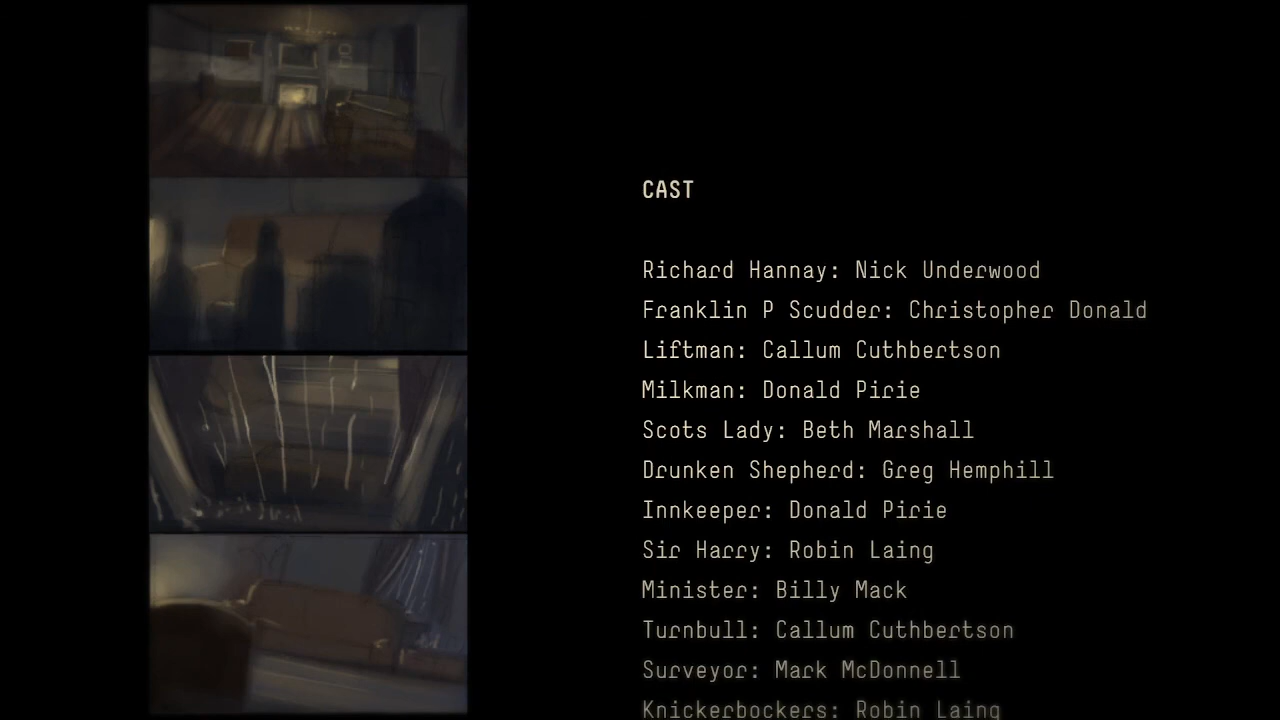 CAST
Richard Hannay: Nick Underwood
Franklin P Scudder: Christopher Donald
Liftman: Callum Cuthbertson
Milkman: Donald Pirie
Scots Lady: Beth Marshall
Drunken Shepherd: Greg Hemphill
Innkeeper: Donald Pirie
Sir Harry: Robin Laing
Minister: Billy Mack
Turnbull: Callum Cuthbertson
Surveyor: Mark McDonnell
Knickerbockers: Robin Laing